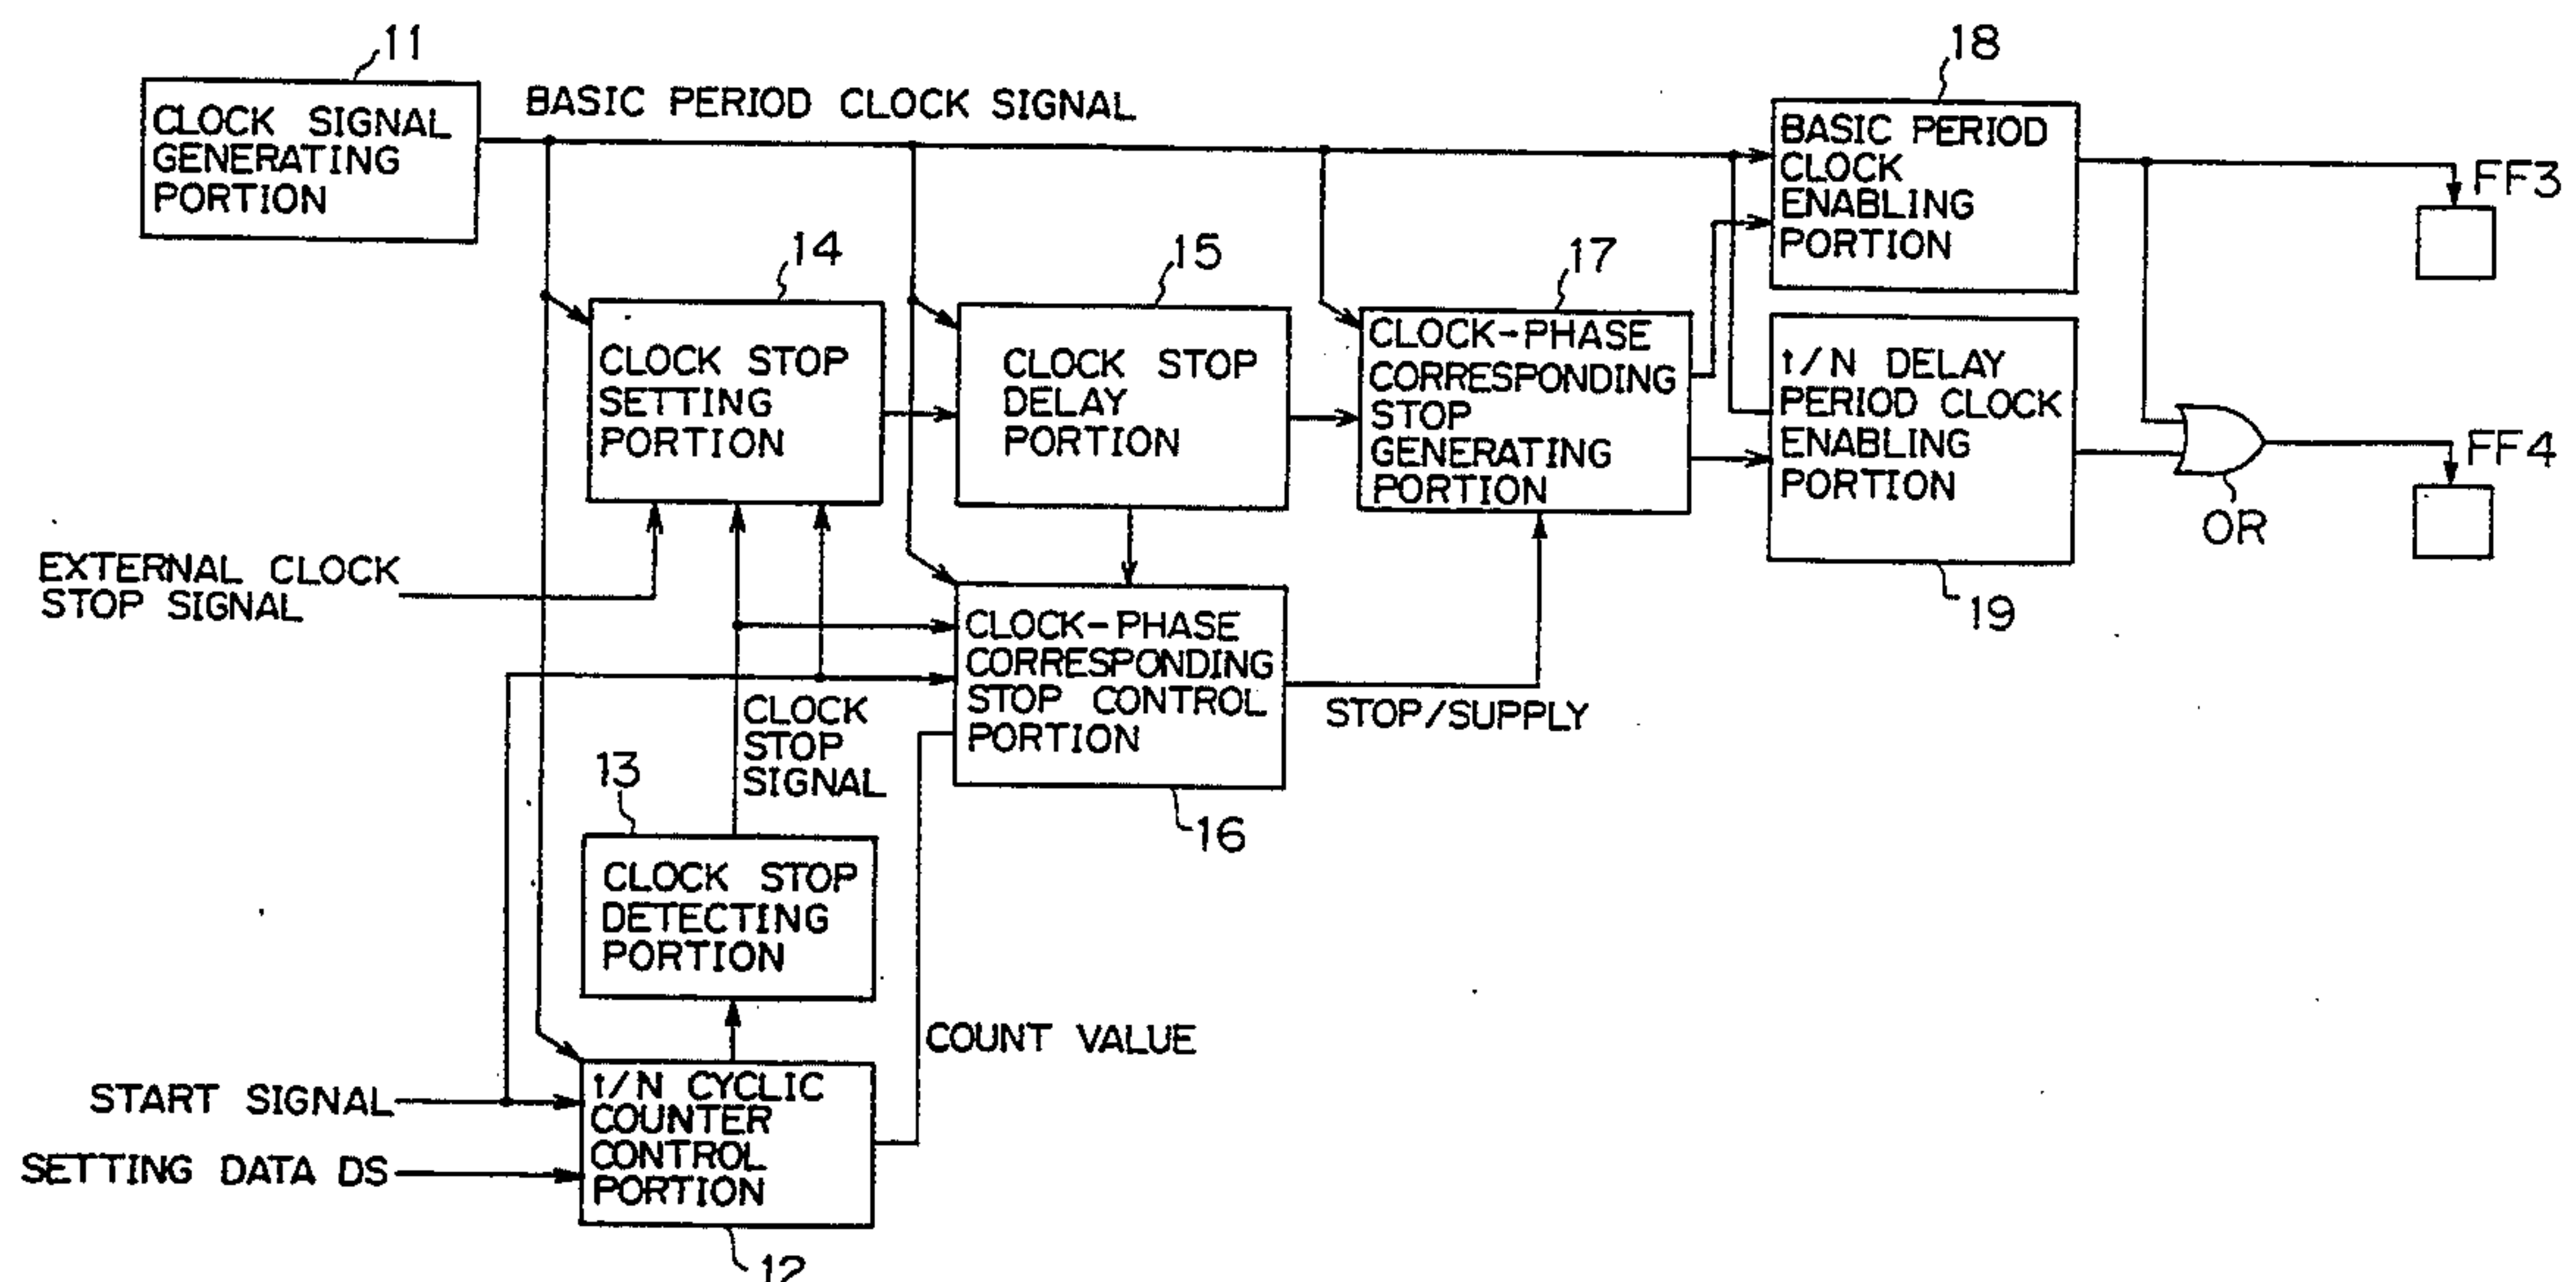 11
CLOCK SIGNAL
GENERATING
PORTION
BASIC PERIOD CLOCK SIGNAL
18
BASIC PERIOD
CLOCK
ENABLING
PORTION
FF3
14
CLOCK STOP
SETTING
PORTION
15
CLOCK STOP
DELAY
PORTION
17
CLOCK-PHASE
CORRESPONDING
STOP
GENERATING
PORTION
t/N DELAY
PERIOD CLOCK
ENABLING
PORTION
19
OR
FF4
EXTERNAL CLOCK
STOP SIGNAL
CLOCK-PHASE
CORRESPONDING
STOP CONTROL
PORTION
16
STOP/SUPPLY
CLOCK
STOP
SIGNAL
13
CLOCK STOP
DETECTING
PORTION
COUNT VALUE
START SIGNAL
SETTING DATA DS
t/N CYCLIC
COUNTER
CONTROL
PORTION
12